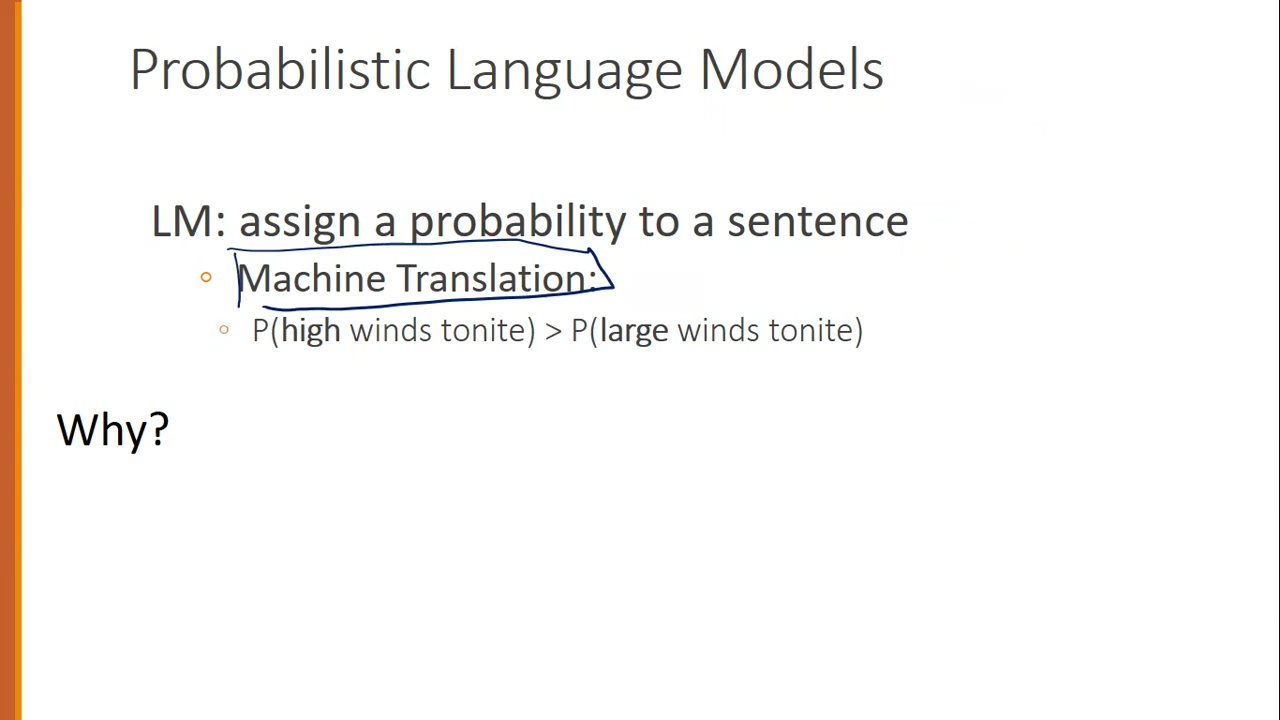 Probabilistic Language Models
LM: assign a probability to a sentence
◦ Machine Translation:
◦ P(high winds tonite) > P(large winds tonite)
Why?